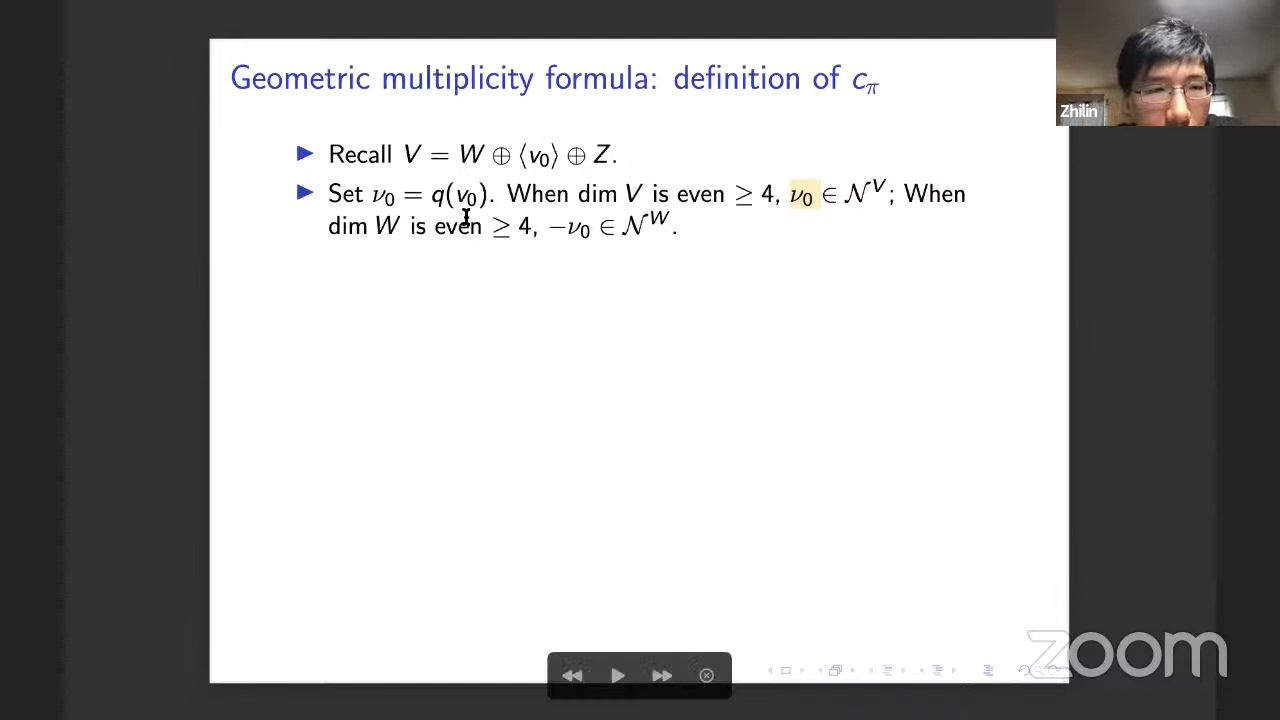 Geometric multiplicity formula: definition of c_π
Zhilin
▶ Recall V = W ⊕ ⟨v₀⟩ ⊕ Z.
▶ Set ν₀ = q(v₀). When dim V is even ≥ 4, ν₀ ∈ 𝒩^V; When
dim W is even ≥ 4, −ν₀ ∈ 𝒩^W.
zoom